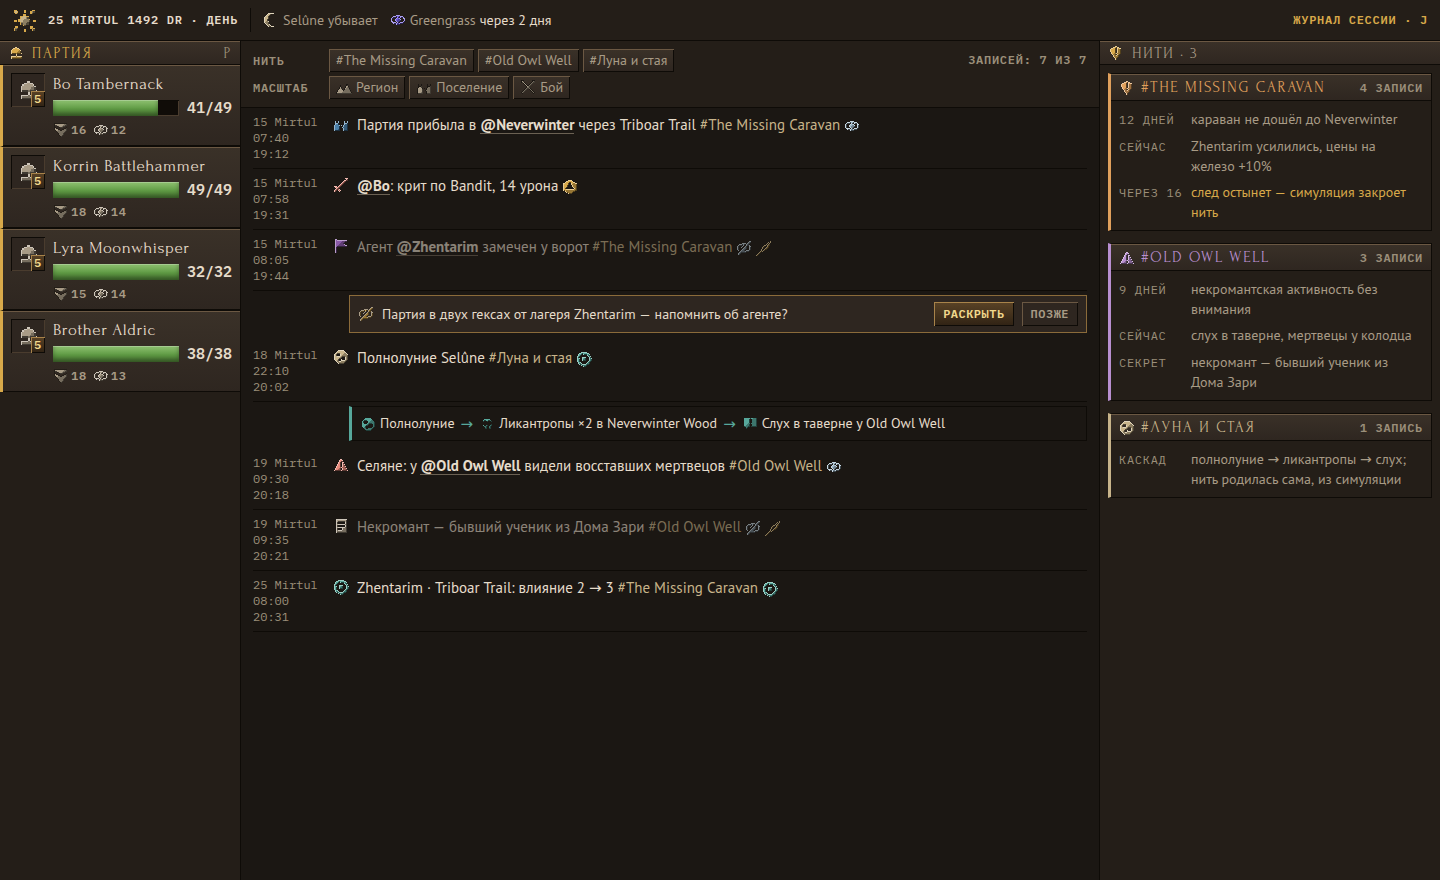 25 MIRTUL 1492 DR · ДЕНЬ
Selûne убывает
Greengrass через 2 дня
ЖУРНАЛ СЕССИИ · J
ПАРТИЯ
P
Bo Tambernack
5
41/49
16
12
Korrin Battlehammer
5
49/49
18
14
Lyra Moonwhisper
5
32/32
15
14
Brother Aldric
5
38/38
18
13
НИТЬ
#The Missing Caravan
#Old Owl Well
#Луна и стая
ЗАПИСЕЙ: 7 ИЗ 7
МАСШТАБ
Регион
Поселение
Бой
15 Mirtul
07:40
19:12
Партия прибыла в @Neverwinter через Triboar Trail #The Missing Caravan
15 Mirtul
07:58
19:31
@Bo: крит по Bandit, 14 урона
15 Mirtul
08:05
19:44
Агент @Zhentarim замечен у ворот #The Missing Caravan
Партия в двух гексах от лагеря Zhentarim — напомнить об агенте?
РАСКРЫТЬ
ПОЗЖЕ
18 Mirtul
22:10
20:02
Полнолуние Selûne #Луна и стая
Полнолуние → Ликантропы ×2 в Neverwinter Wood → Слух в таверне у Old Owl Well
19 Mirtul
09:30
20:18
Селяне: у @Old Owl Well видели восставших мертвецов #Old Owl Well
19 Mirtul
09:35
20:21
Некромант — бывший ученик из Дома Зари #Old Owl Well
25 Mirtul
08:00
20:31
Zhentarim · Triboar Trail: влияние 2 → 3 #The Missing Caravan
НИТИ · 3
#THE MISSING CARAVAN
4 ЗАПИСИ
12 ДНЕЙ
караван не дошёл до Neverwinter
СЕЙЧАС
Zhentarim усилились, цены на
железо +10%
ЧЕРЕЗ 16
след остынет — симуляция закроет
нить
#OLD OWL WELL
3 ЗАПИСИ
9 ДНЕЙ
некромантская активность без
внимания
СЕЙЧАС
слух в таверне, мертвецы у колодца
СЕКРЕТ
некромант — бывший ученик из
Дома Зари
#ЛУНА И СТАЯ
1 ЗАПИСЬ
КАСКАД
полнолуние → ликантропы → слух;
нить родилась сама, из симуляции